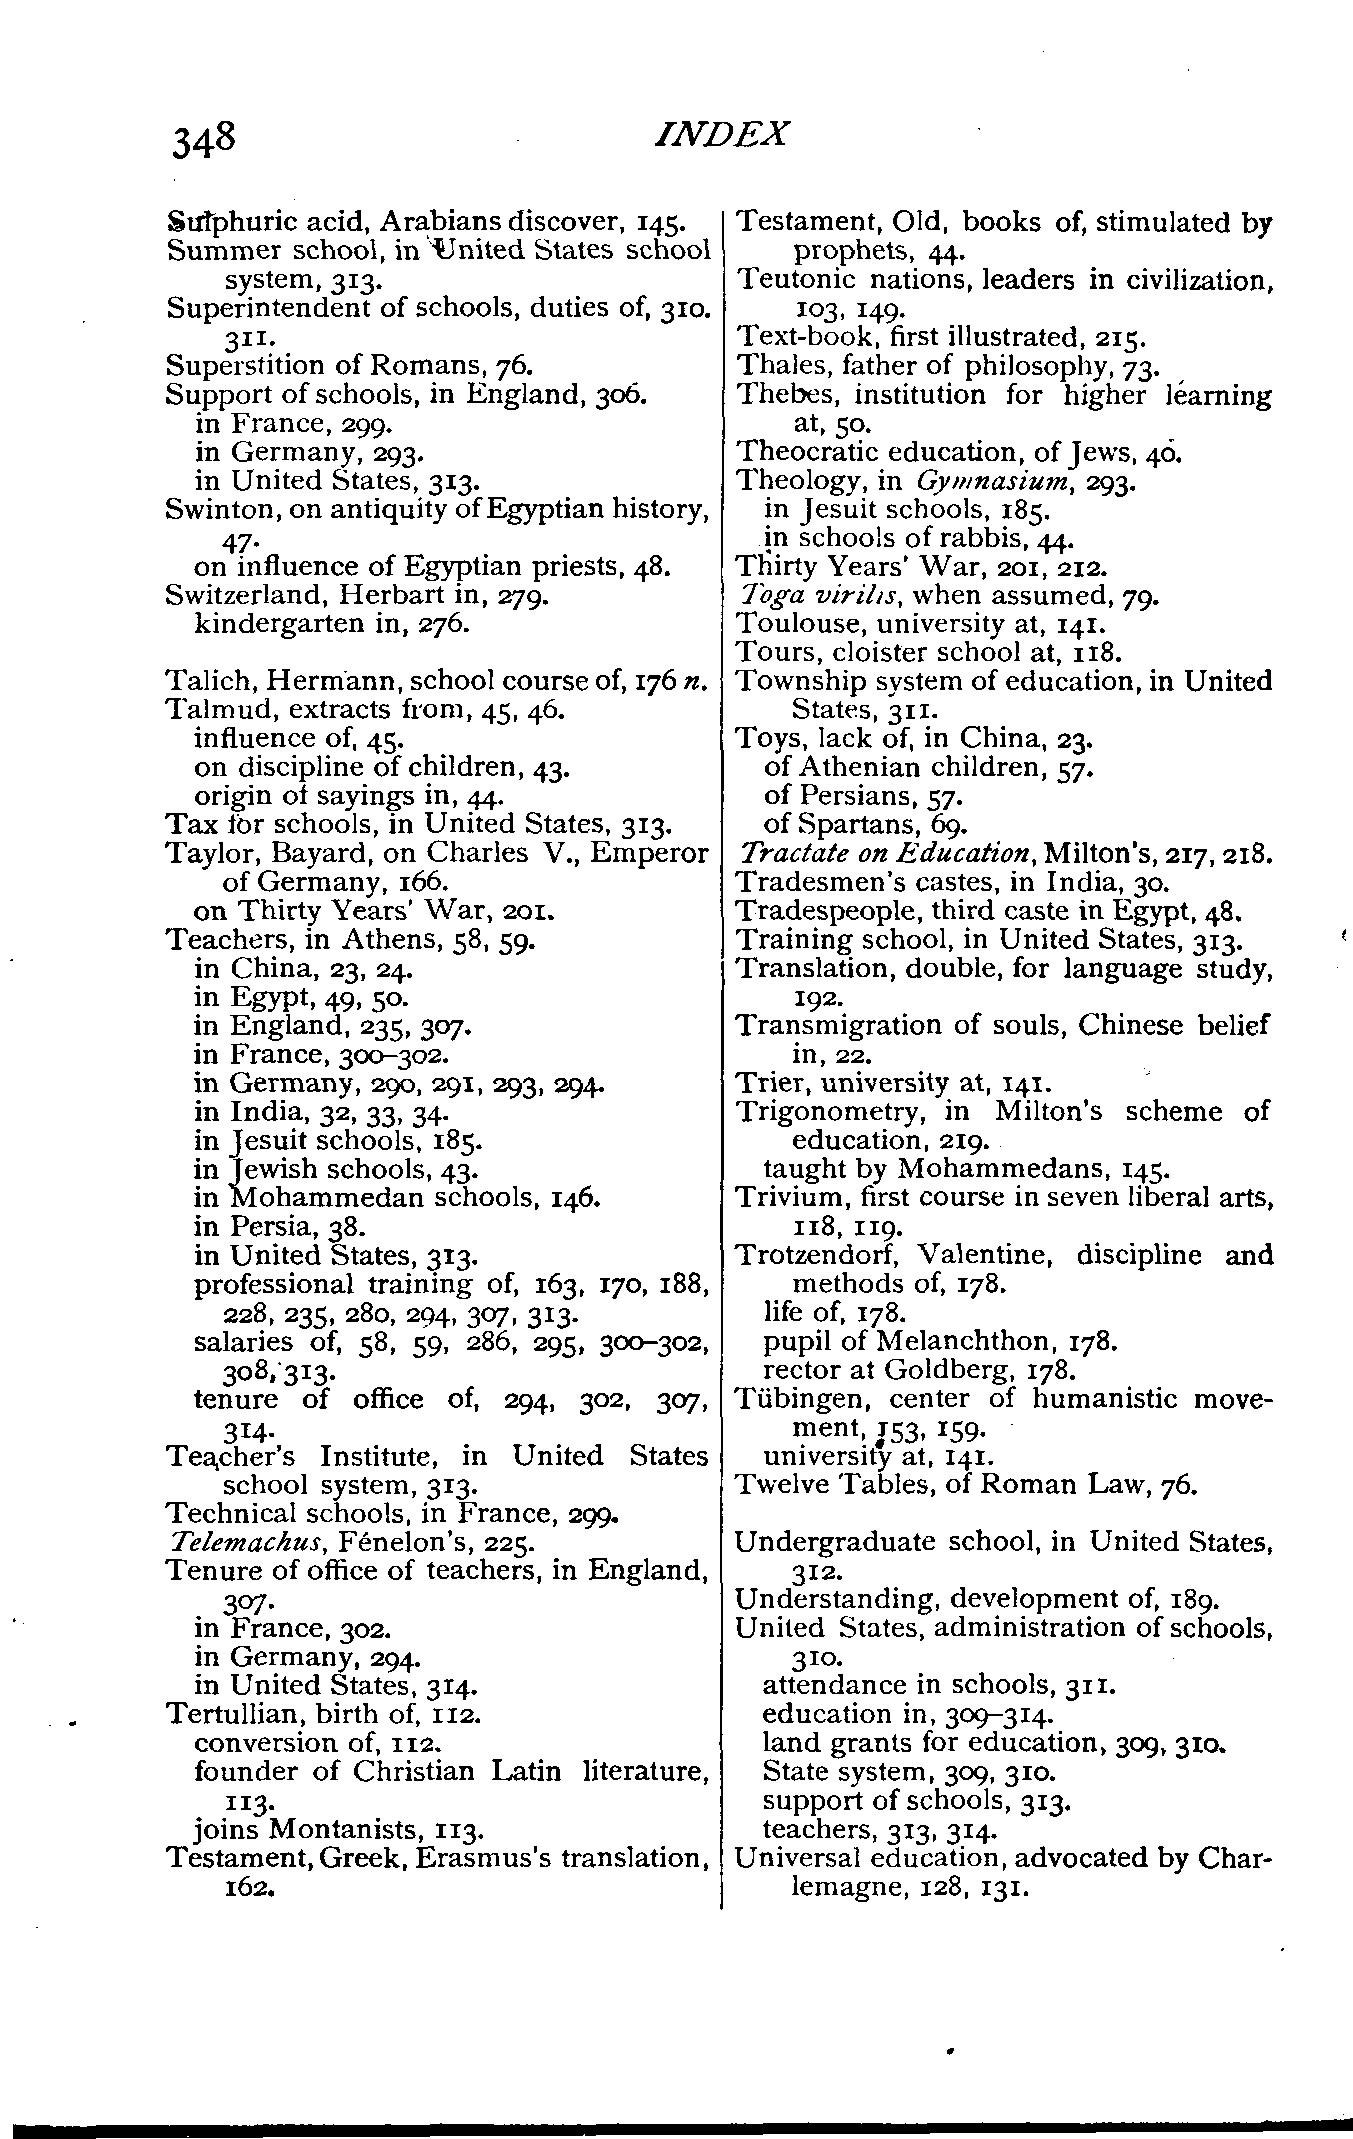 348 INDEX
Sulphuric acid, Arabians discover, 145.
Summer school, in United States school
system, 313.
Superintendent of schools, duties of, 310.
311.
Superstition of Romans, 76.
Support of schools, in England, 306.
in France, 299.
in Germany, 293.
in United States, 313.
Swinton, on antiquity of Egyptian history,
47.
on influence of Egyptian priests, 48.
Switzerland, Herbart in, 279.
kindergarten in, 276.
Talich, Hermann, school course of, 176 n.
Talmud, extracts from, 45, 46.
influence of, 45.
on discipline of children, 43.
origin of sayings in, 44.
Tax for schools, in United States, 313.
Taylor, Bayard, on Charles V., Emperor
of Germany, 166.
on Thirty Years' War, 201.
Teachers, in Athens, 58, 59.
in China, 23, 24.
in Egypt, 49, 50.
in England, 235, 307.
in France, 300–302.
in Germany, 290, 291, 293, 294.
in India, 32, 33, 34.
in Jesuit schools, 185.
in Jewish schools, 43.
in Mohammedan schools, 146.
in Persia, 38.
in United States, 313.
professional training of, 163, 170, 188,
228, 235, 280, 294, 307, 313.
salaries of, 58, 59, 286, 295, 300–302,
308, 313.
tenure of office of, 294, 302, 307,
314.
Teacher's Institute, in United States
school system, 313.
Technical schools, in France, 299.
Telemachus, Fénelon's, 225.
Tenure of office of teachers, in England,
307.
in France, 302.
in Germany, 294.
in United States, 314.
Tertullian, birth of, 112.
conversion of, 112.
founder of Christian Latin literature,
113.
joins Montanists, 113.
Testament, Greek, Erasmus's translation,
162.
Testament, Old, books of, stimulated by
prophets, 44.
Teutonic nations, leaders in civilization,
103, 149.
Text-book, first illustrated, 215.
Thales, father of philosophy, 73.
Thebes, institution for higher learning
at, 50.
Theocratic education, of Jews, 40.
Theology, in Gymnasium, 293.
in Jesuit schools, 185.
in schools of rabbis, 44.
Thirty Years' War, 201, 212.
Toga virilis, when assumed, 79.
Toulouse, university at, 141.
Tours, cloister school at, 118.
Township system of education, in United
States, 311.
Toys, lack of, in China, 23.
of Athenian children, 57.
of Persians, 57.
of Spartans, 69.
Tractate on Education, Milton's, 217, 218.
Tradesmen's castes, in India, 30.
Tradespeople, third caste in Egypt, 48.
Training school, in United States, 313.
Translation, double, for language study,
192.
Transmigration of souls, Chinese belief
in, 22.
Trier, university at, 141.
Trigonometry, in Milton's scheme of
education, 219.
taught by Mohammedans, 145.
Trivium, first course in seven liberal arts,
118, 119.
Trotzendorf, Valentine, discipline and
methods of, 178.
life of, 178.
pupil of Melanchthon, 178.
rector at Goldberg, 178.
Tübingen, center of humanistic move-
ment, 153, 159.
university at, 141.
Twelve Tables, of Roman Law, 76.
Undergraduate school, in United States,
312.
Understanding, development of, 189.
United States, administration of schools,
310.
attendance in schools, 311.
education in, 309–314.
land grants for education, 309, 310.
State system, 309, 310.
support of schools, 313.
teachers, 313, 314.
Universal education, advocated by Char-
lemagne, 128, 131.